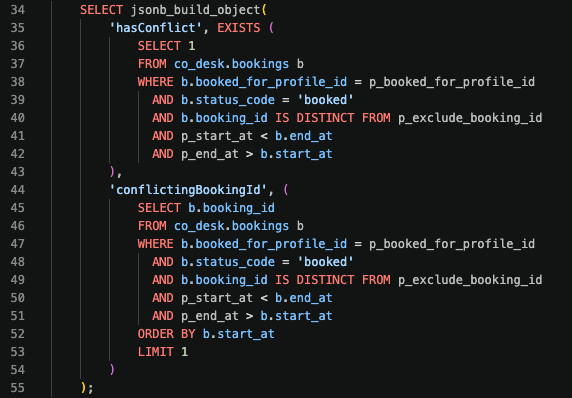 34 SELECT jsonb_build_object(
35 'hasConflict', EXISTS (
36 SELECT 1
37 FROM co_desk.bookings b
38 WHERE b.booked_for_profile_id = p_booked_for_profile_id
39 AND b.status_code = 'booked'
40 AND b.booking_id IS DISTINCT FROM p_exclude_booking_id
41 AND p_start_at < b.end_at
42 AND p_end_at > b.start_at
43 ),
44 'conflictingBookingId', (
45 SELECT b.booking_id
46 FROM co_desk.bookings b
47 WHERE b.booked_for_profile_id = p_booked_for_profile_id
48 AND b.status_code = 'booked'
49 AND b.booking_id IS DISTINCT FROM p_exclude_booking_id
50 AND p_start_at < b.end_at
51 AND p_end_at > b.start_at
52 ORDER BY b.start_at
53 LIMIT 1
54 )
55 );